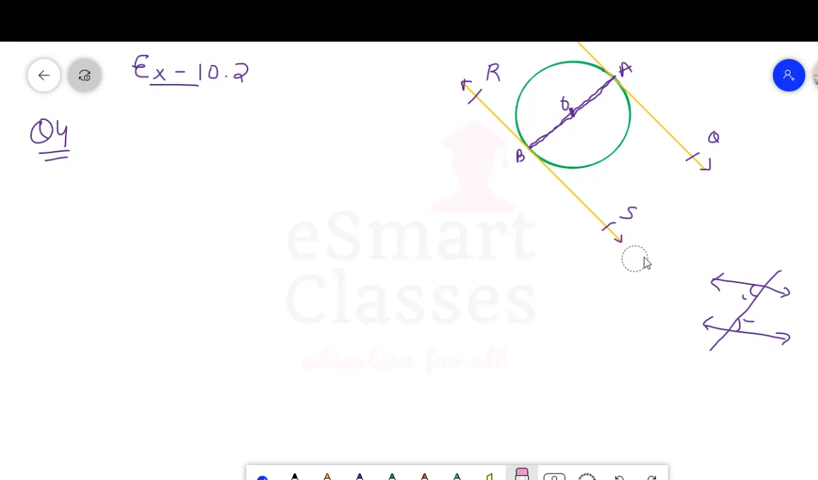 Ex-10.2
Q4
R
A
O
Q
B
S
eSmart
Classes
education for all